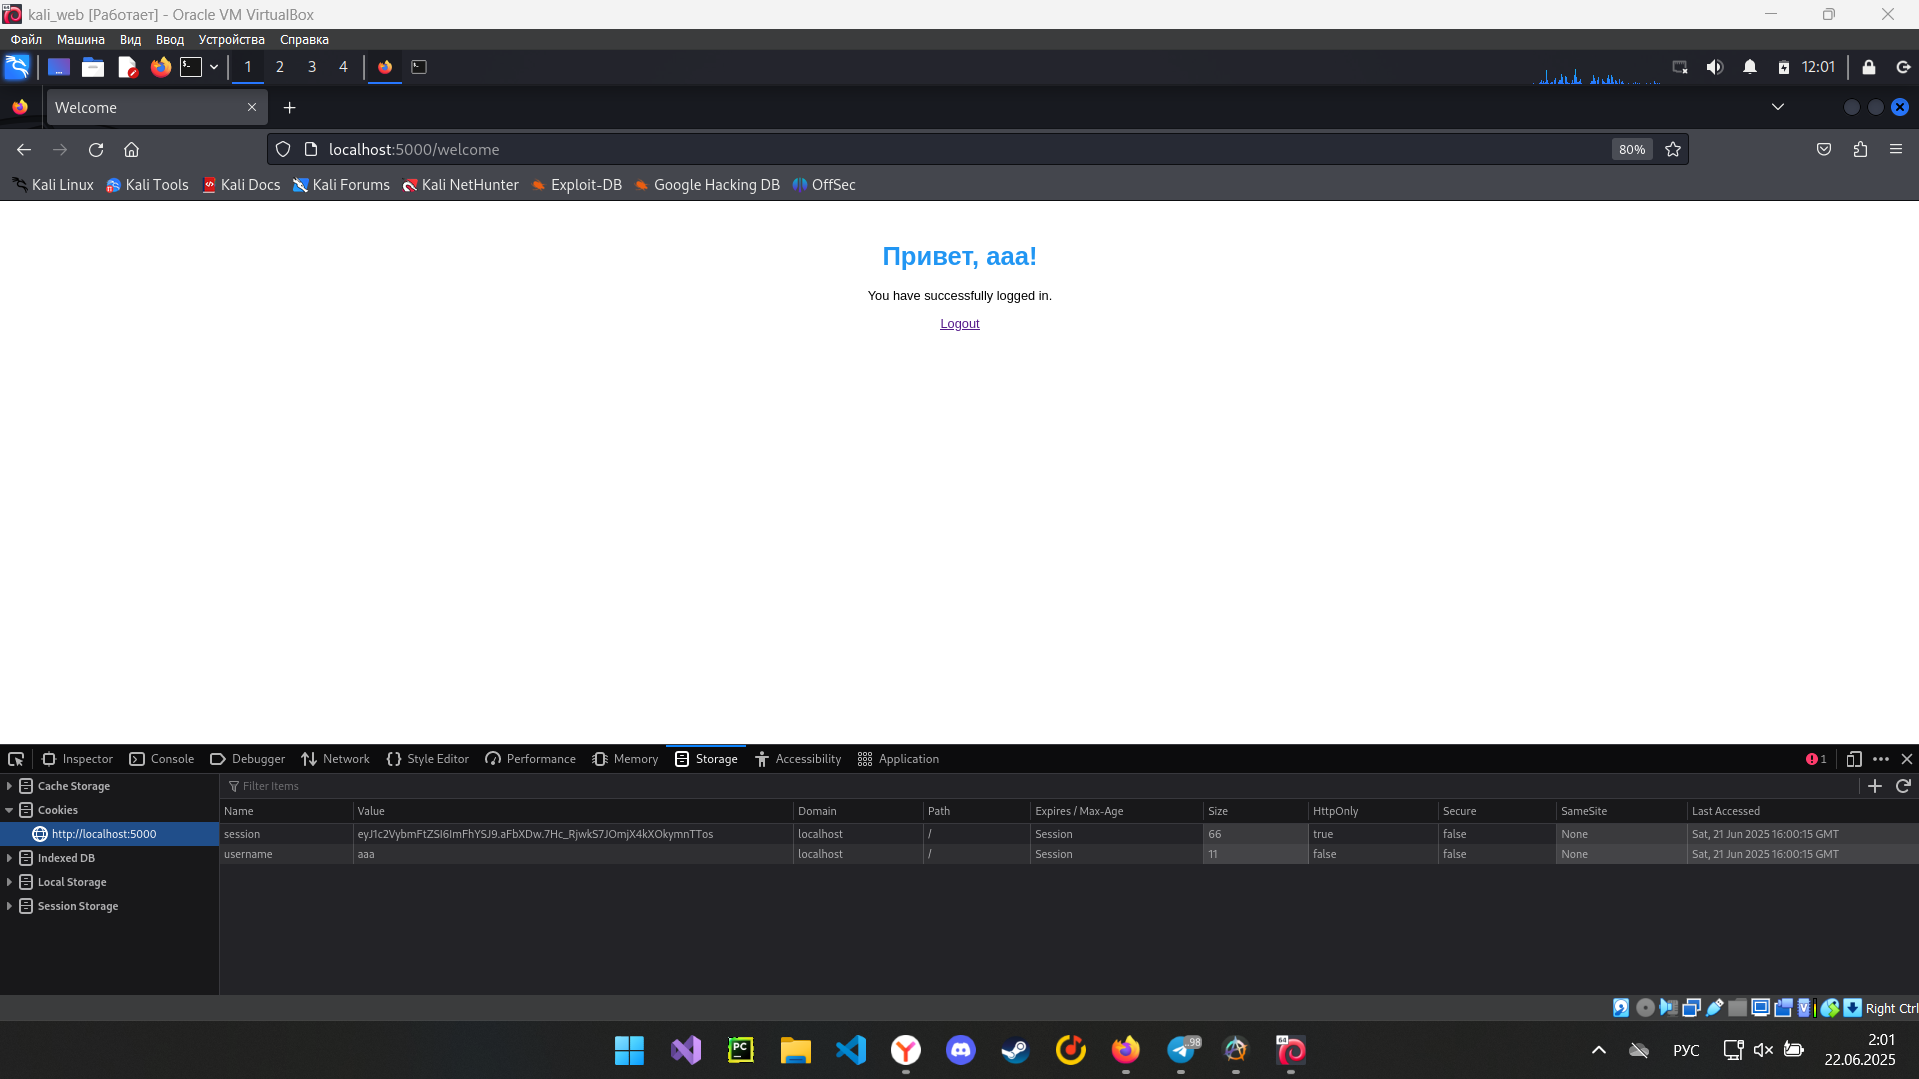 kali_web [Работает] - Oracle VM VirtualBox
Файл Машина Вид Ввод Устройства Справка
1 2 3 4 12:01
Welcome
localhost:5000/welcome 80%
Kali Linux Kali Tools Kali Docs Kali Forums Kali NetHunter Exploit-DB Google Hacking DB OffSec
Привет, aaa!
You have successfully logged in.
Logout
Inspector Console Debugger Network Style Editor Performance Memory Storage Accessibility Application 1
Cache Storage Filter Items
Cookies Name Value Domain Path Expires / Max-Age Size HttpOnly Secure SameSite Last Accessed
http://localhost:5000 session eyJ1c2VybmFtZSI6ImFhYSJ9.aFbXDw.7Hc_RjwkS7JOmjX4kXOkymnTTos localhost / Session 66 true false None Sat, 21 Jun 2025 16:00:15 GMT
Indexed DB username aaa localhost / Session 11 false false None Sat, 21 Jun 2025 16:00:15 GMT
Local Storage
Session Storage
Right Ctrl
PC 98 64 РУС 2:01
22.06.2025